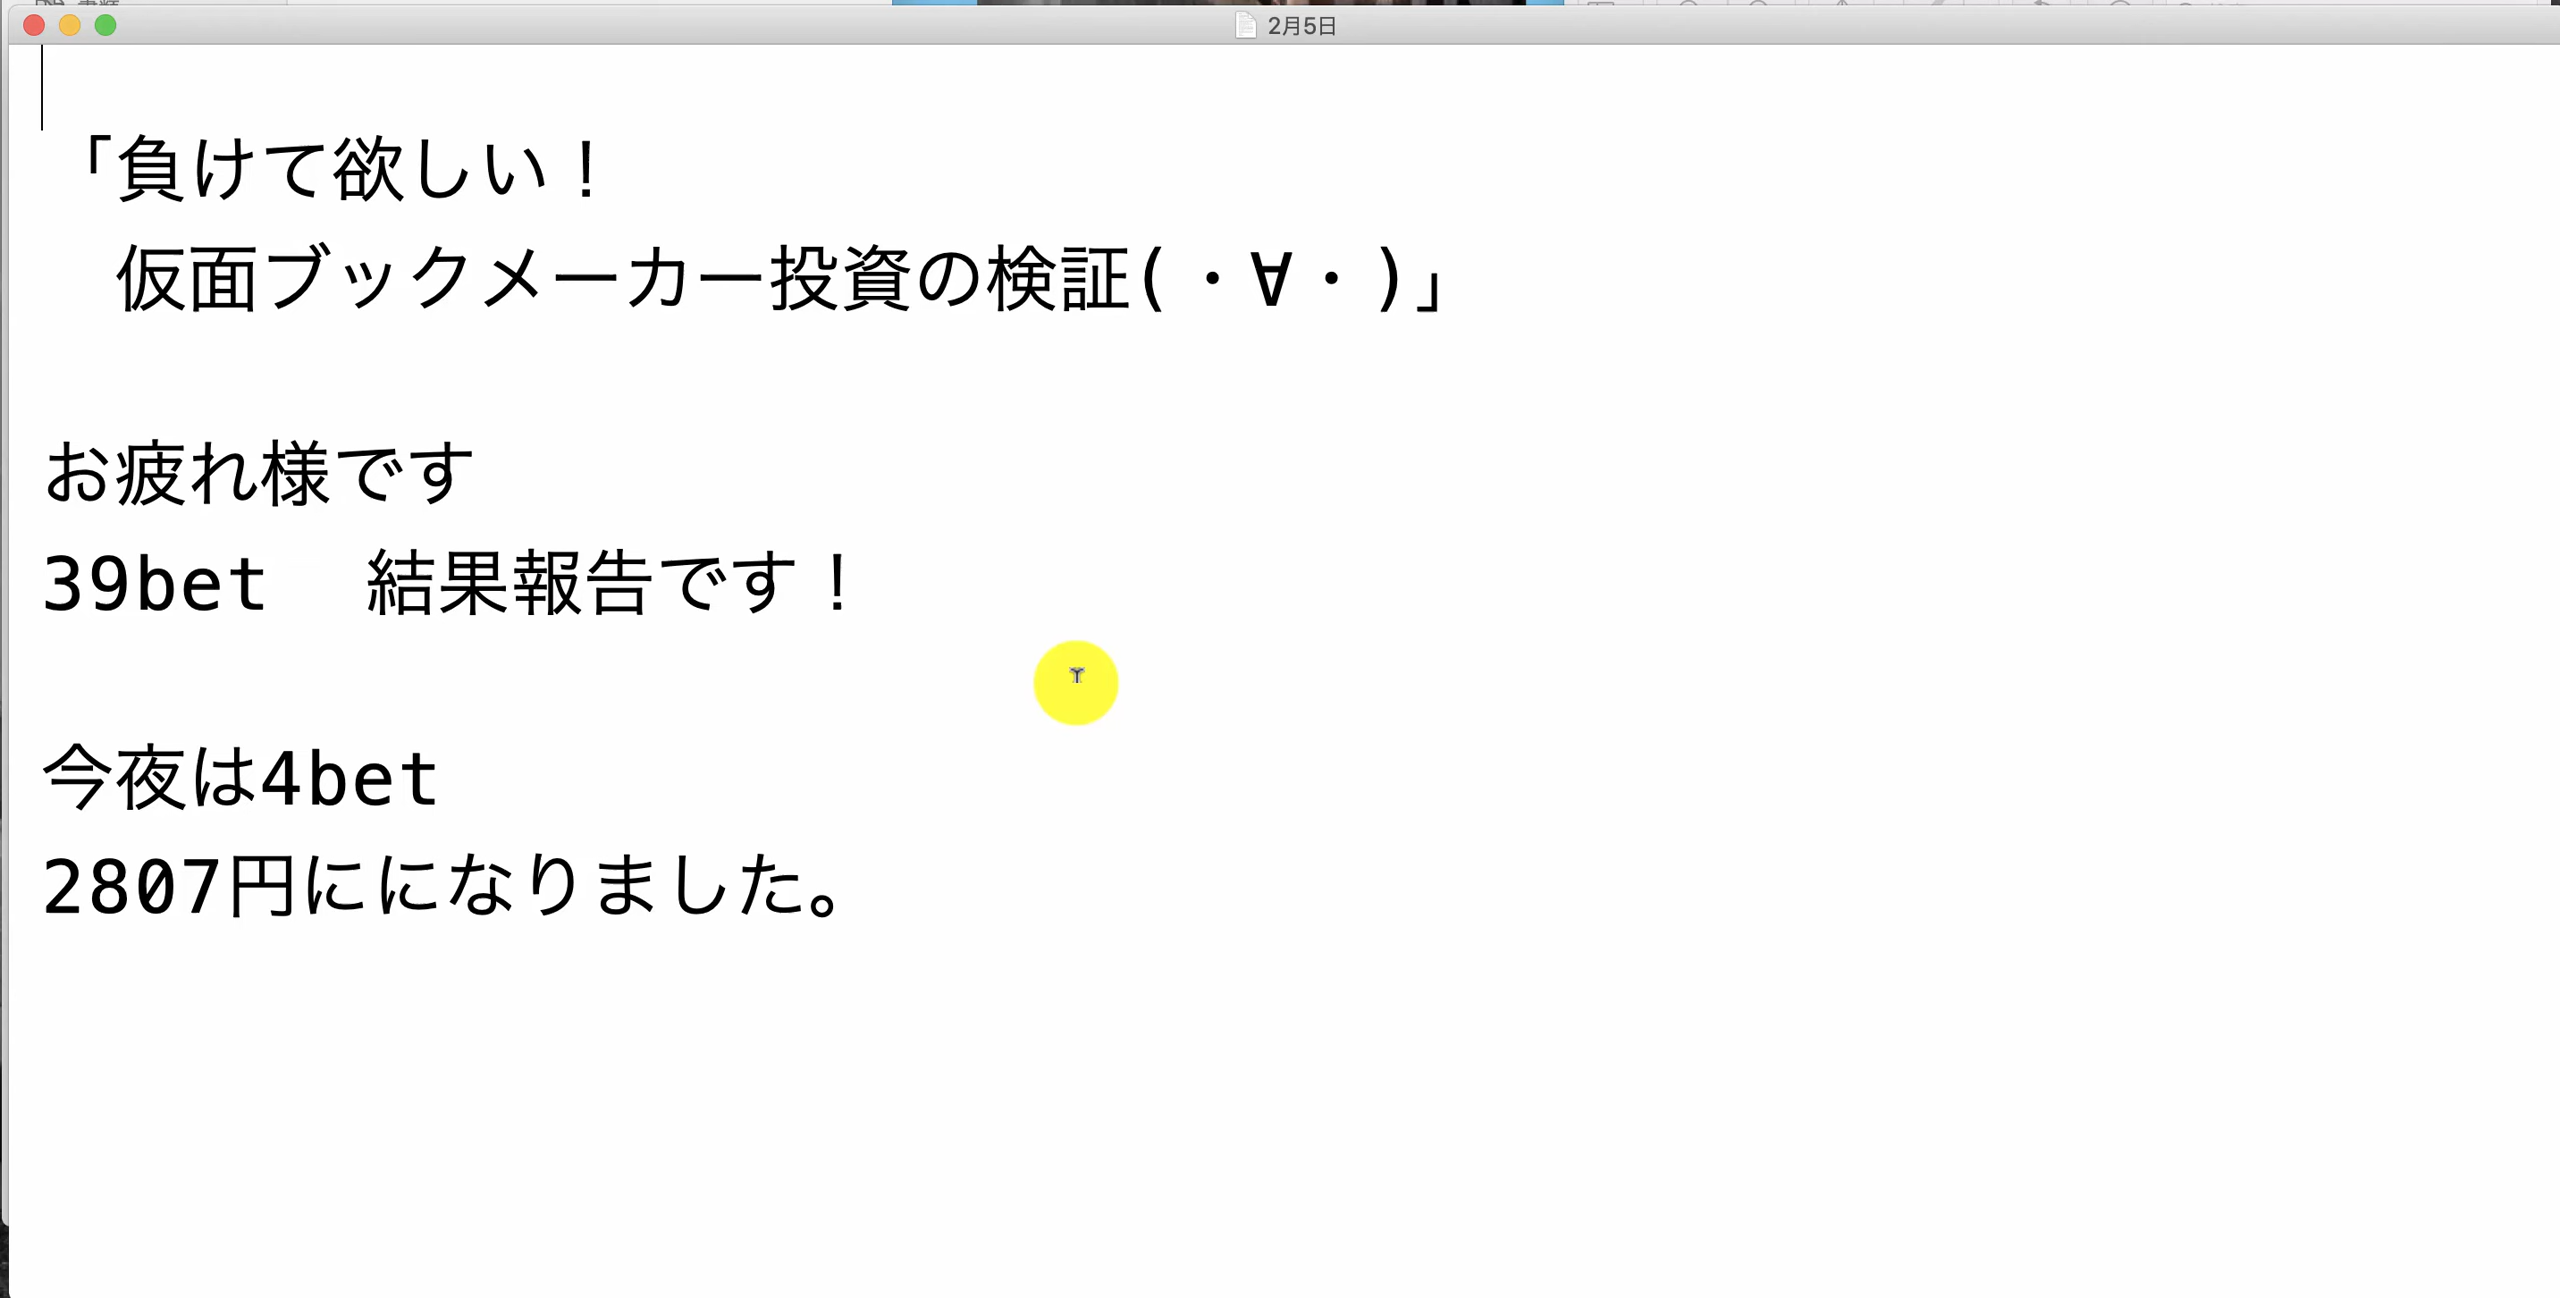 2月5日
「負けて欲しい！
仮面ブックメーカー投資の検証(・∀・)」
お疲れ様です
39bet　結果報告です！
今夜は4bet
2807円にになりました。